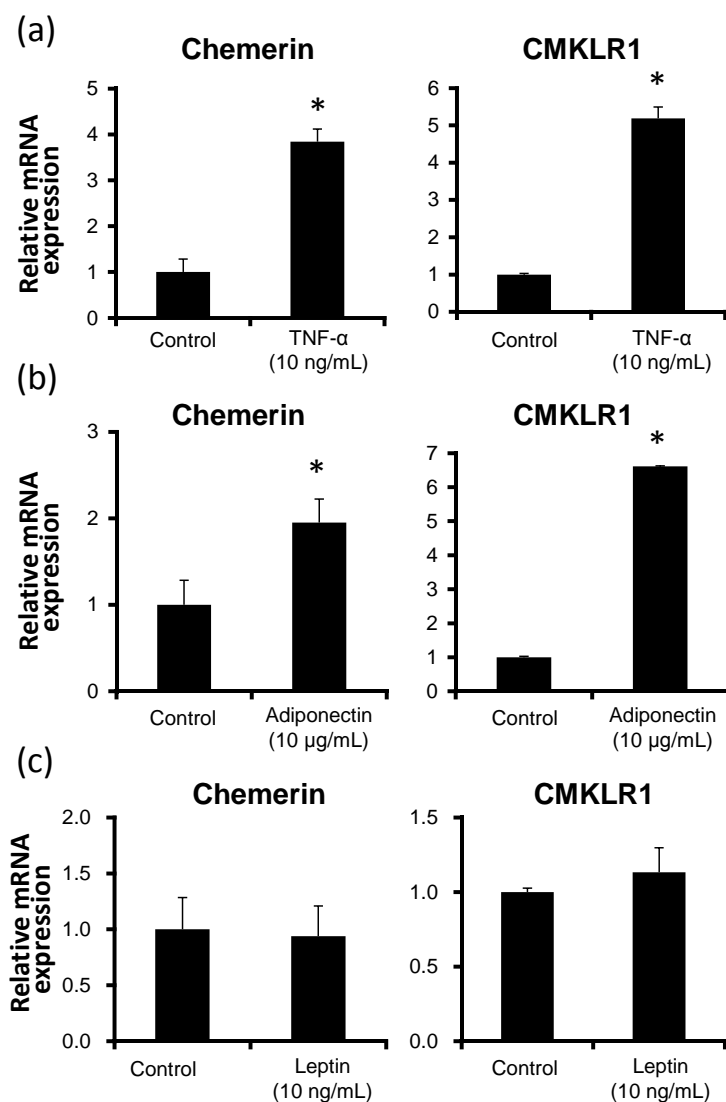 (a)
Chemerin
CMKLR1
Relative mRNA
expression
5
4
3
2
1
0
*
Control
TNF-α
(10 ng/mL)
6
5
4
3
2
1
0
*
Control
TNF-α
(10 ng/mL)
(b)
Chemerin
CMKLR1
Relative mRNA
expression
3
2
1
0
*
Control
Adiponectin
(10 µg/mL)
7
6
5
4
3
2
1
0
*
Control
Adiponectin
(10 µg/mL)
(c)
Chemerin
CMKLR1
Relative mRNA
expression
2.0
1.5
1.0
0.5
0.0
Control
Leptin
(10 ng/mL)
1.5
1.0
0.5
0.0
Control
Leptin
(10 ng/mL)